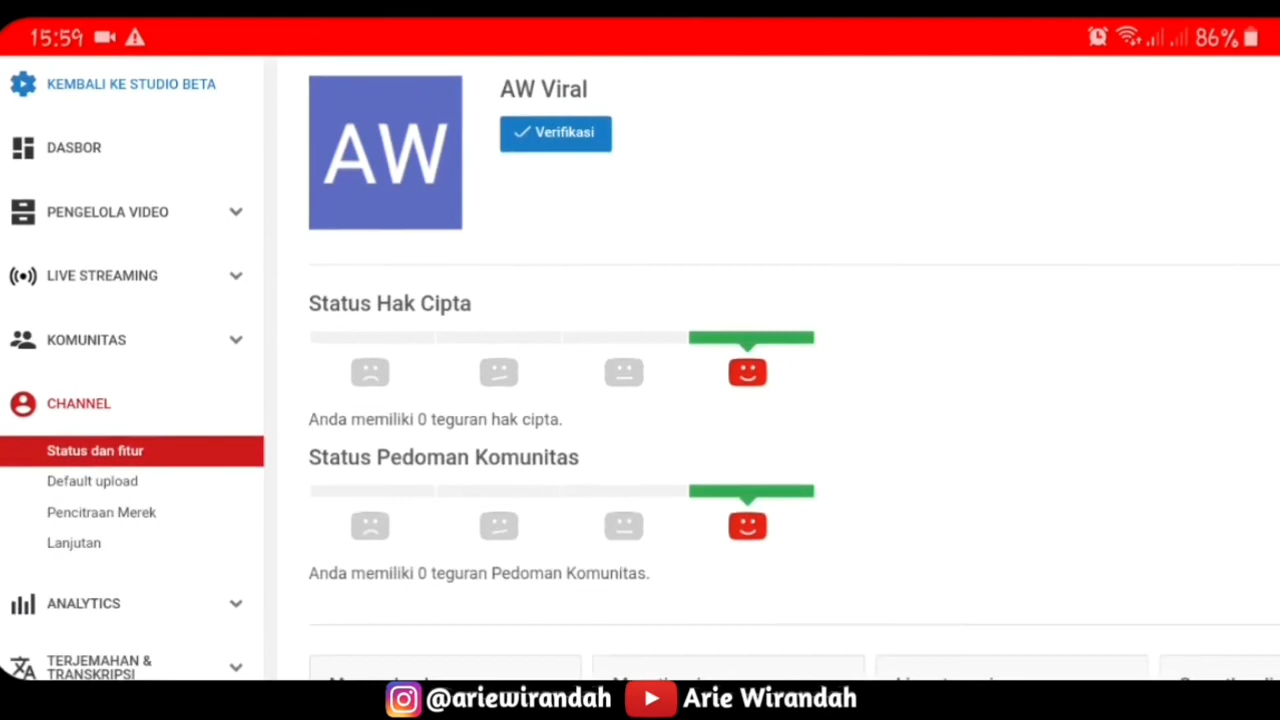 15:59
86%
KEMBALI KE STUDIO BETA
DASBOR
PENGELOLA VIDEO
LIVE STREAMING
KOMUNITAS
CHANNEL
Status dan fitur
Default upload
Pencitraan Merek
Lanjutan
ANALYTICS
TERJEMAHAN &
TRANSKRIPSI
AW
AW Viral
Verifikasi
Status Hak Cipta
Anda memiliki 0 teguran hak cipta.
Status Pedoman Komunitas
Anda memiliki 0 teguran Pedoman Komunitas.
@ariewirandah Arie Wirandah